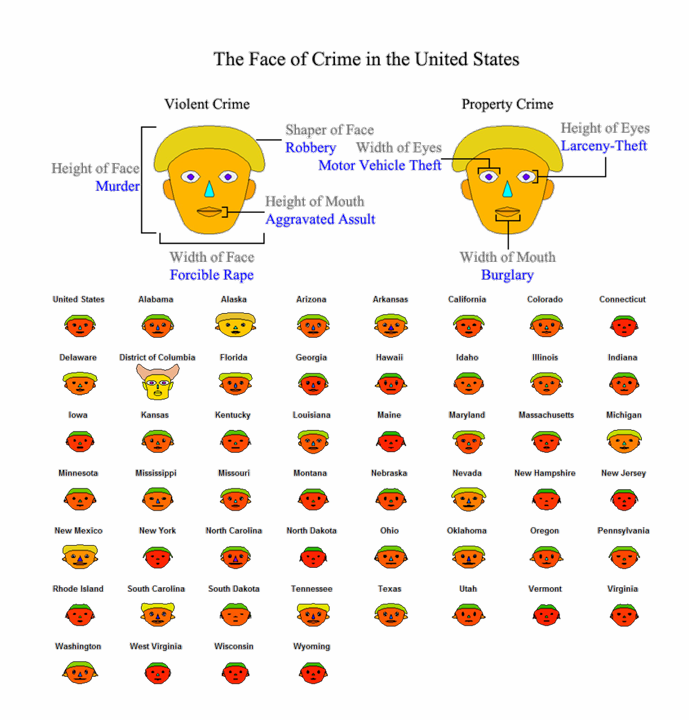 The Face of Crime in the United States
Violent Crime
Property Crime
Shaper of Face
Robbery
Height of Face
Murder
Height of Mouth
Aggravated Assult
Width of Face
Forcible Rape
Height of Eyes
Larceny-Theft
Width of Eyes
Motor Vehicle Theft
Width of Mouth
Burglary
United States Alabama Alaska Arizona Arkansas California Colorado Connecticut
Delaware District of Columbia Florida Georgia Hawaii Idaho Illinois Indiana
Iowa Kansas Kentucky Louisiana Maine Maryland Massachusetts Michigan
Minnesota Mississippi Missouri Montana Nebraska Nevada New Hampshire New Jersey
New Mexico New York North Carolina North Dakota Ohio Oklahoma Oregon Pennsylvania
Rhode Island South Carolina South Dakota Tennessee Texas Utah Vermont Virginia
Washington West Virginia Wisconsin Wyoming